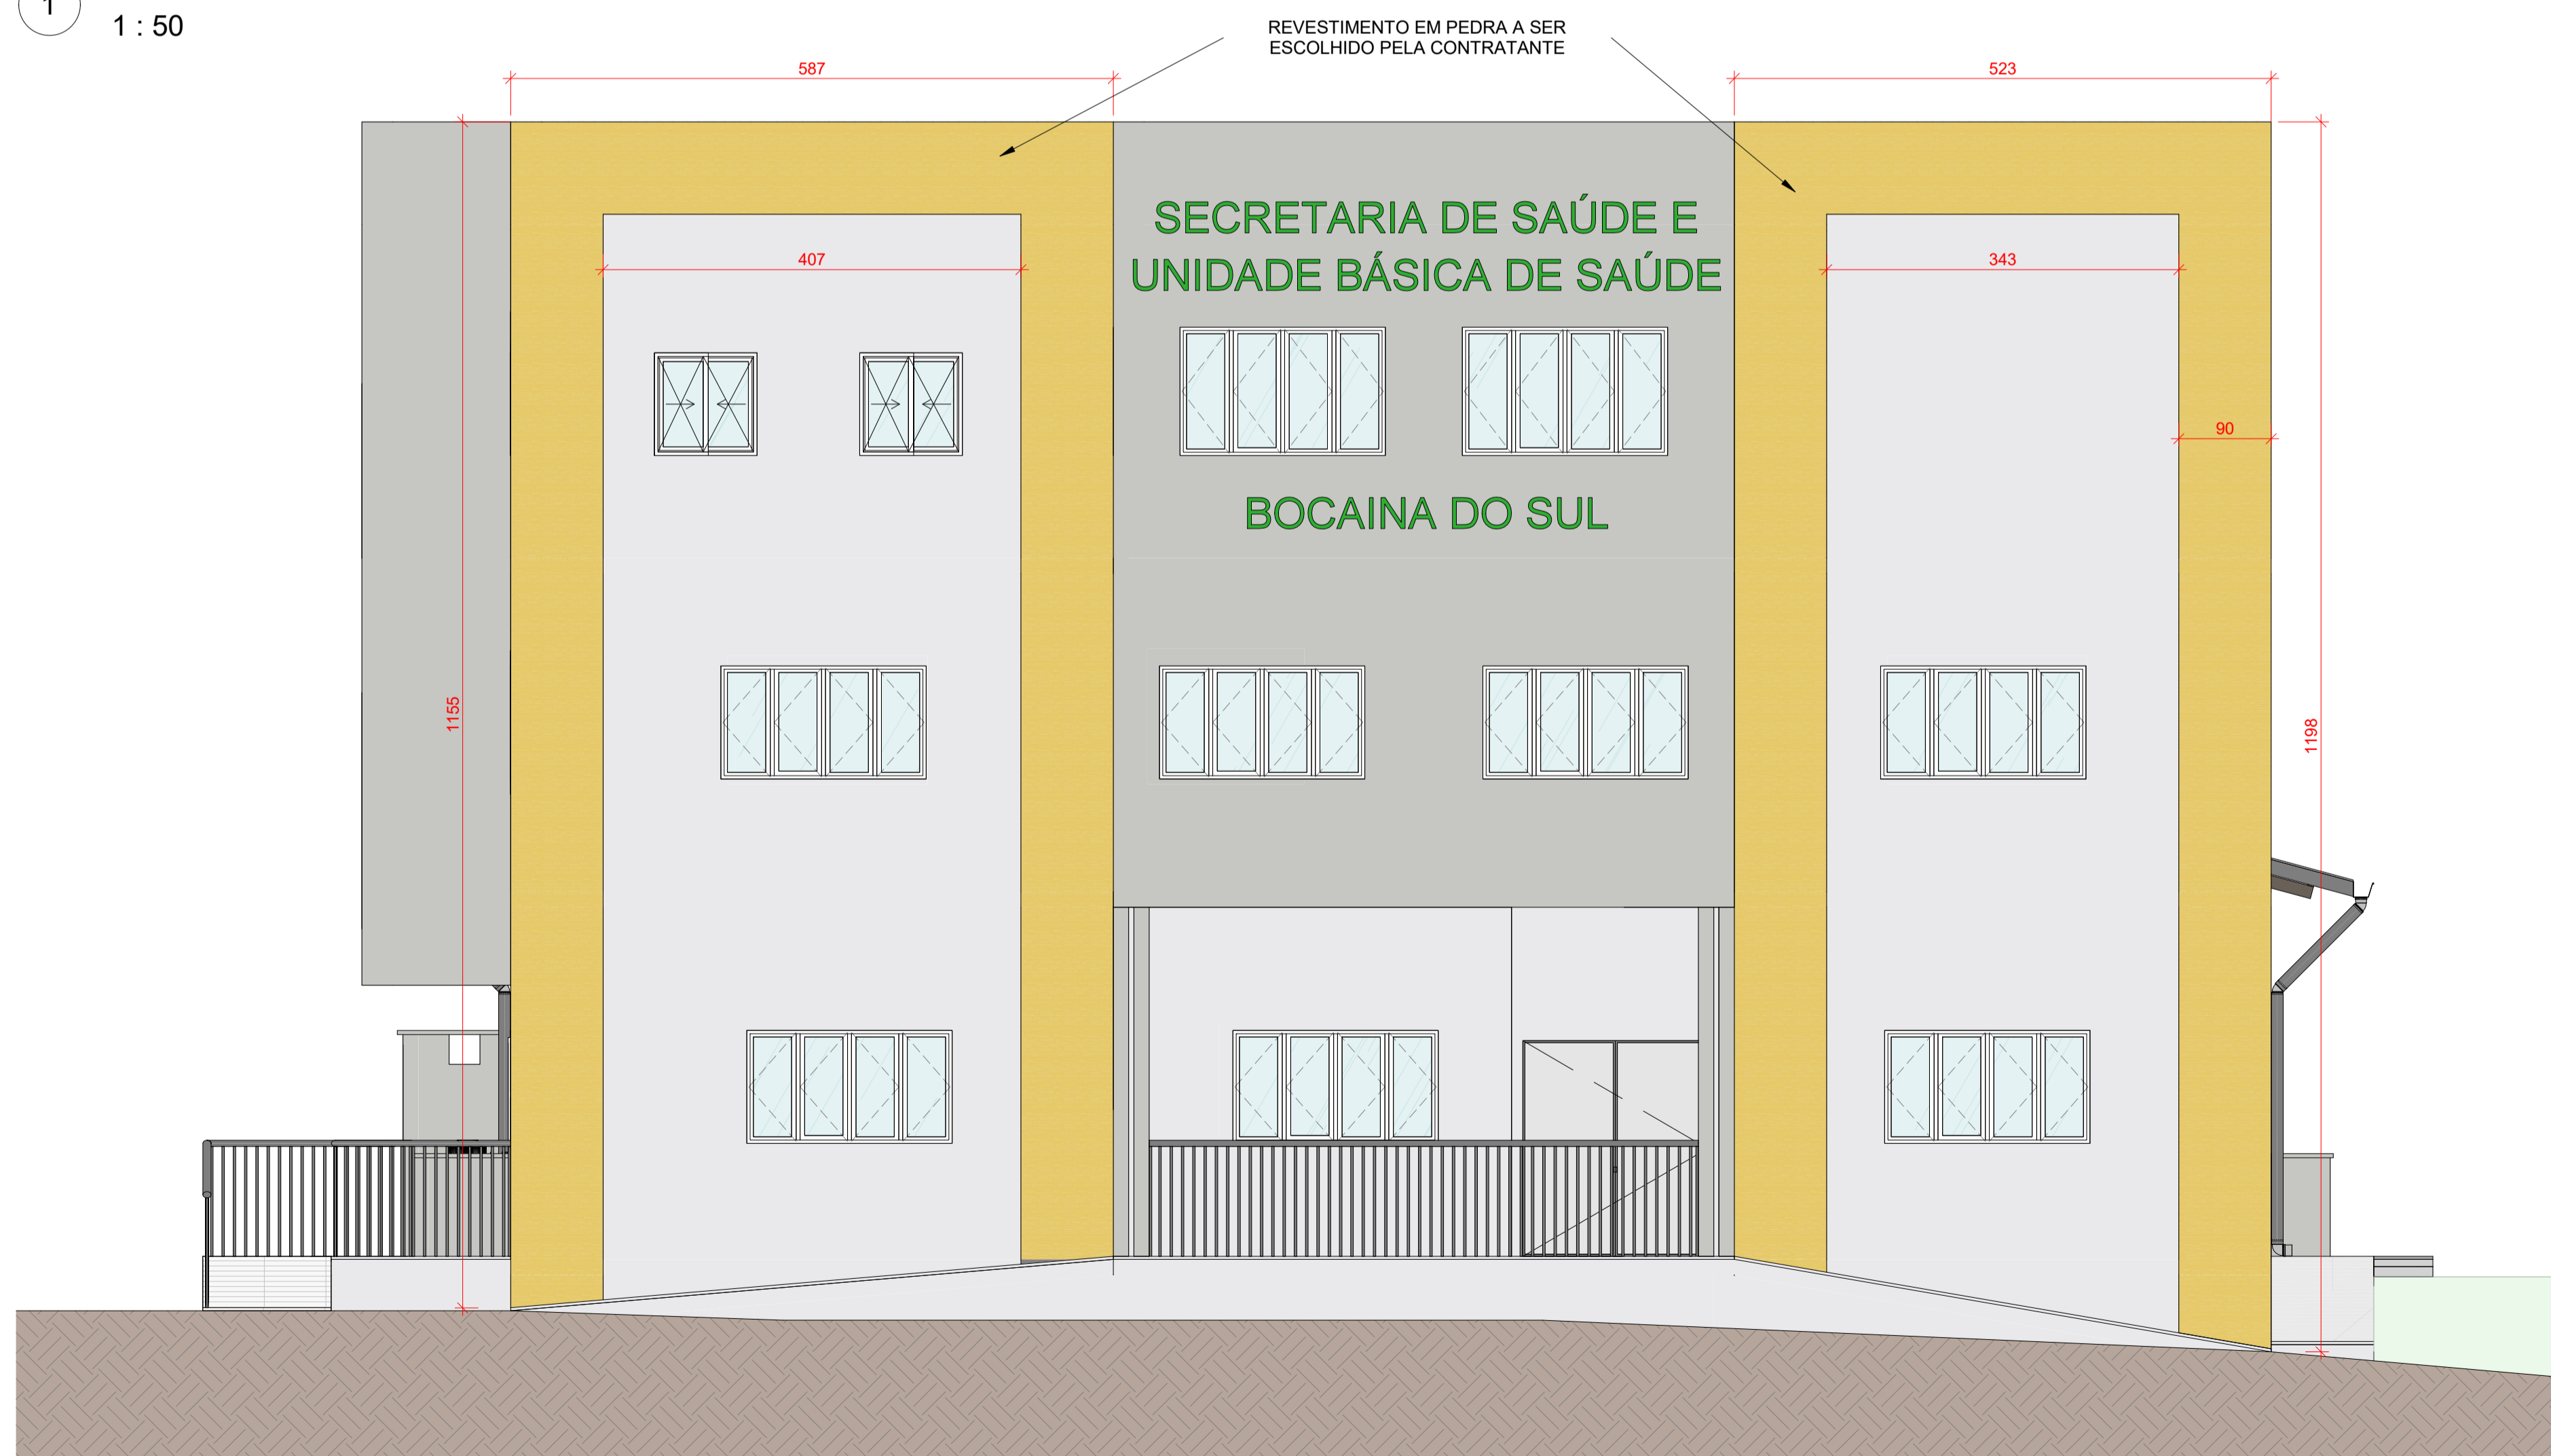 1
1 : 50
REVESTIMENTO EM PEDRA A SER
ESCOLHIDO PELA CONTRATANTE
587
523
SECRETARIA DE SAÚDE E
UNIDADE BÁSICA DE SAÚDE
407
343
90
BOCAINA DO SUL
1155
1198